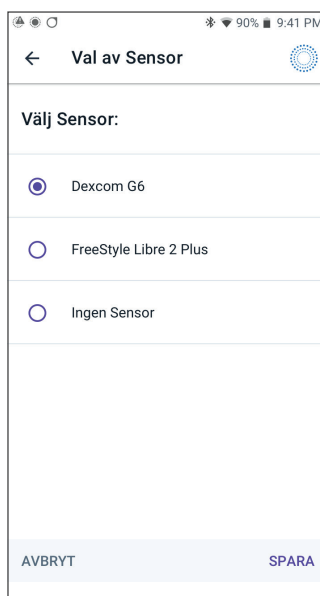 90% 9:41 PM
Val av Sensor
Välj Sensor:
Dexcom G6
FreeStyle Libre 2 Plus
Ingen Sensor
AVBRYT SPARA